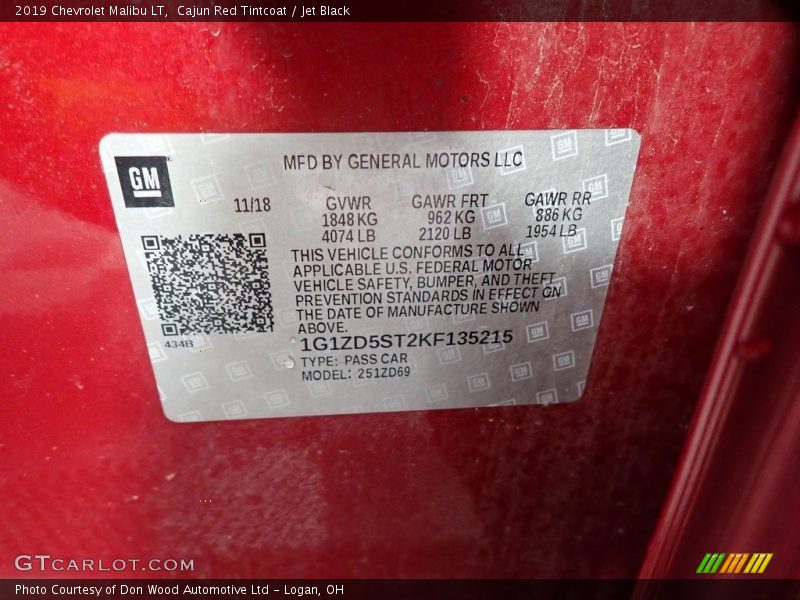 2019 Chevrolet Malibu LT,  Cajun Red Tintcoat / Jet Black
MFD BY GENERAL MOTORS LLC
GM
11/18
GVWR GAWR FRT GAWR RR
1848 KG 962 KG 886 KG
4074 LB 2120 LB 1954 LB
THIS VEHICLE CONFORMS TO ALL
APPLICABLE U.S. FEDERAL MOTOR
VEHICLE SAFETY, BUMPER, AND THEFT
PREVENTION STANDARDS IN EFFECT ON
THE DATE OF MANUFACTURE SHOWN
ABOVE.
434B
1G1ZD5ST2KF135215
TYPE: PASS CAR
MODEL: 251ZD69
GTCARLOT.COM
Photo Courtesy of Don Wood Automotive Ltd - Logan, OH